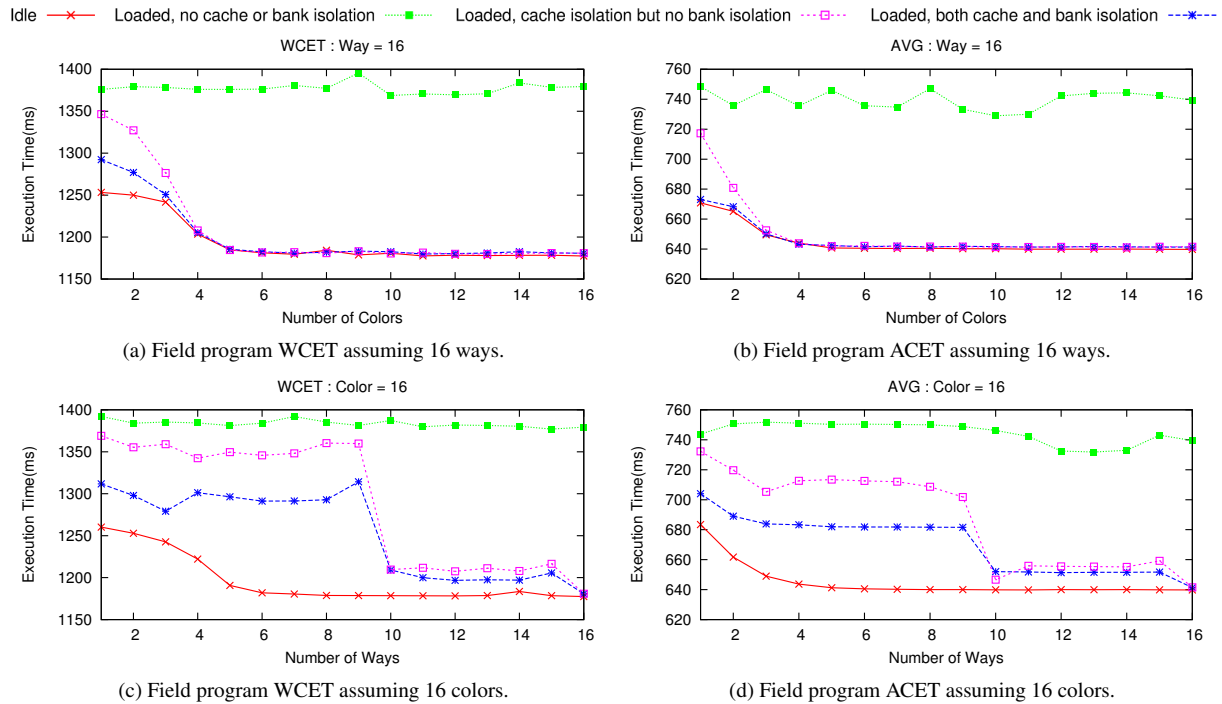 Idle Loaded, no cache or bank isolation Loaded, cache isolation but no bank isolation Loaded, both cache and bank isolation
WCET : Way = 16
AVG : Way = 16
Execution Time(ms)
1400
1350
1300
1250
1200
1150
2 4 6 8 10 12 14 16
Number of Colors
Execution Time(ms)
760
740
720
700
680
660
640
620
2 4 6 8 10 12 14 16
Number of Colors
(a) Field program WCET assuming 16 ways.
(b) Field program ACET assuming 16 ways.
WCET : Color = 16
AVG : Color = 16
Execution Time(ms)
1400
1350
1300
1250
1200
1150
2 4 6 8 10 12 14 16
Number of Ways
Execution Time(ms)
760
740
720
700
680
660
640
620
2 4 6 8 10 12 14 16
Number of Ways
(c) Field program WCET assuming 16 colors.
(d) Field program ACET assuming 16 colors.